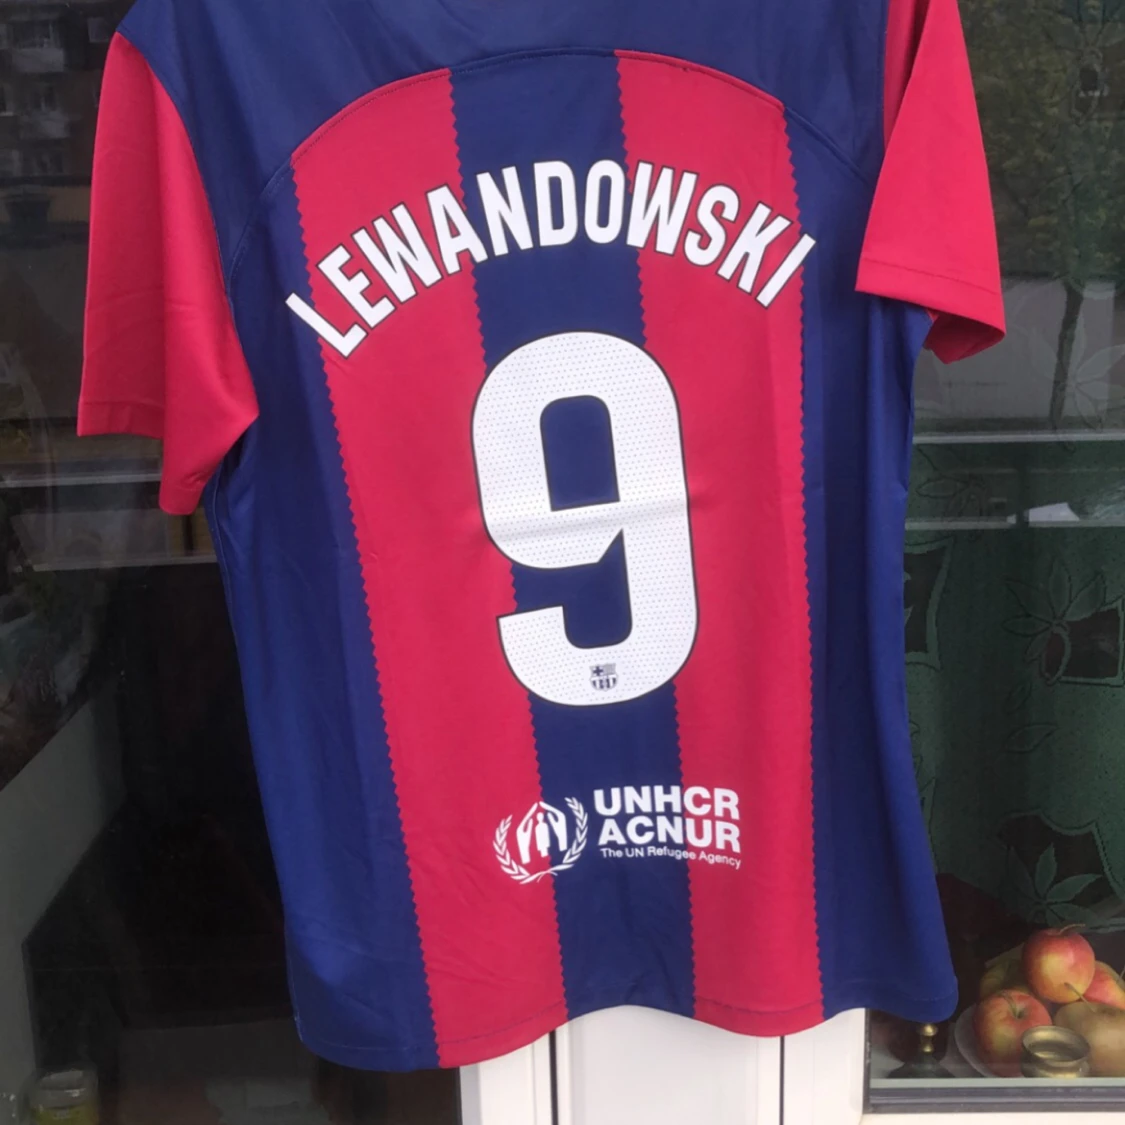 LEWANDOWSKI
9
UNHCR
ACNUR
The UN Refugee Agency